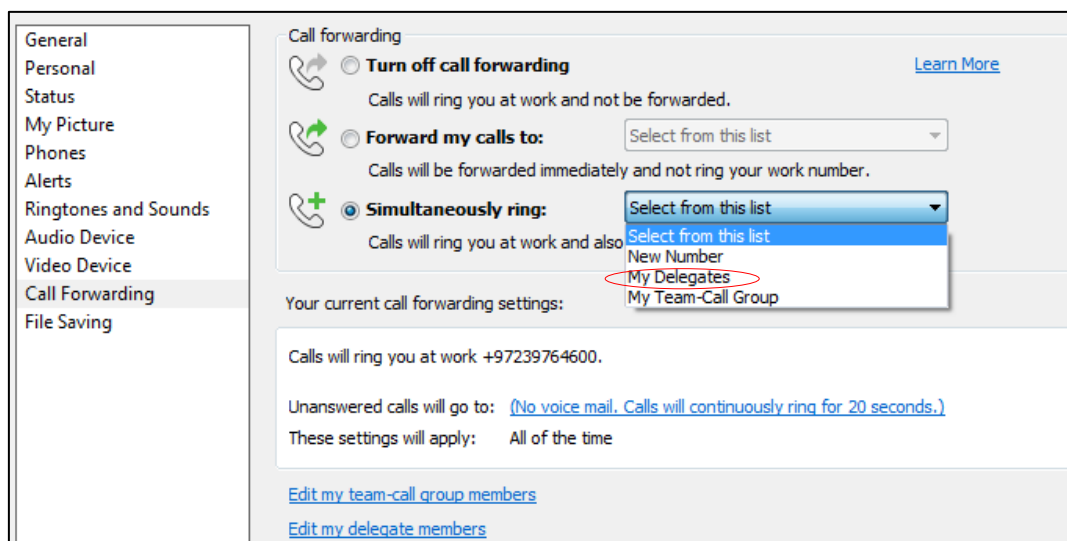 General
Personal
Status
My Picture
Phones
Alerts
Ringtones and Sounds
Audio Device
Video Device
Call Forwarding
File Saving
Call forwarding
Turn off call forwarding
Learn More
Calls will ring you at work and not be forwarded.
Forward my calls to:
Select from this list
Calls will be forwarded immediately and not ring your work number.
Simultaneously ring:
Select from this list
Calls will ring you at work and also
Select from this list
New Number
My Delegates
My Team-Call Group
Your current call forwarding settings:
Calls will ring you at work +97239764600.
Unanswered calls will go to: (No voice mail. Calls will continuously ring for 20 seconds.)
These settings will apply: All of the time
Edit my team-call group members
Edit my delegate members